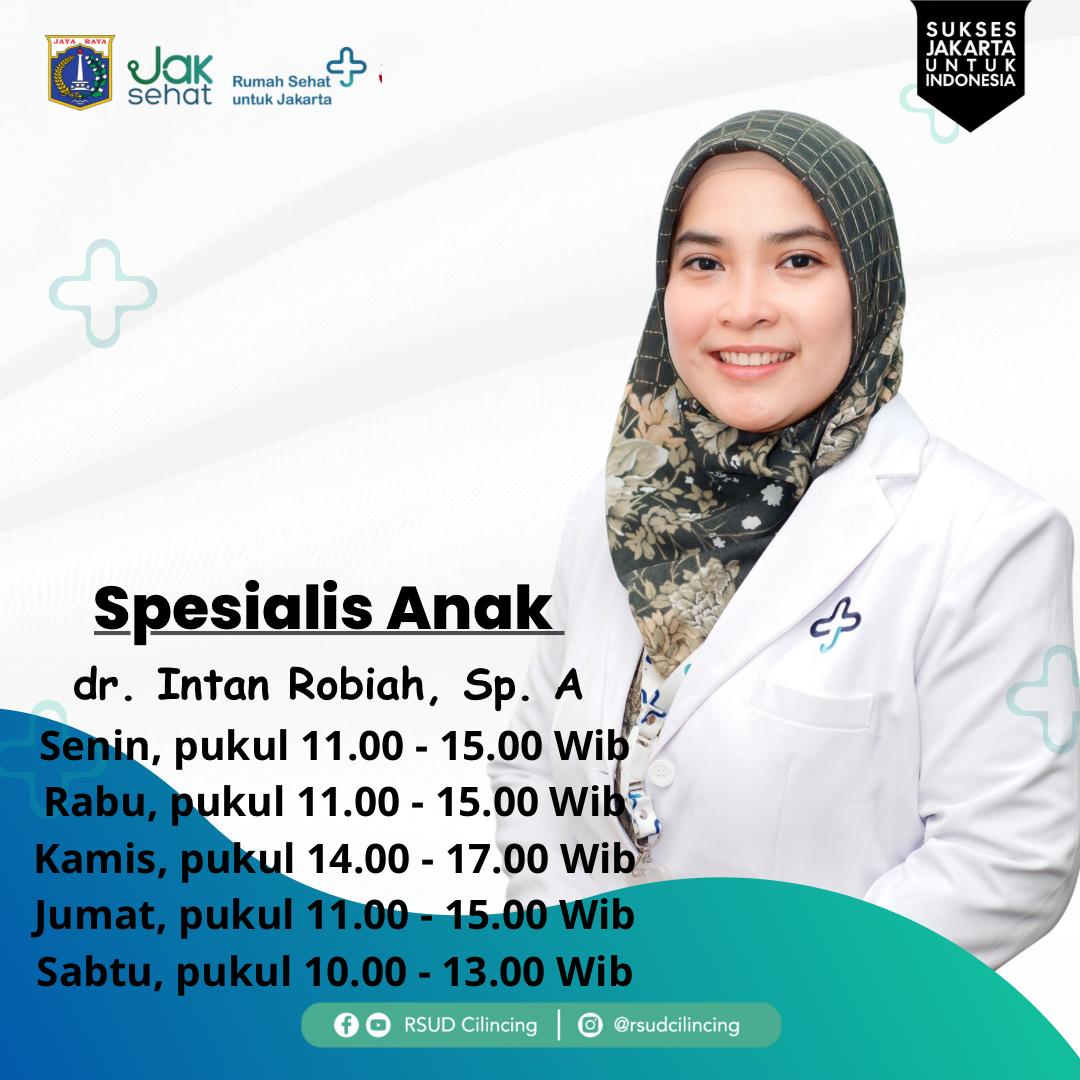 JAYA RAYA
Jak
sehat
Rumah Sehat
untuk Jakarta
SUKSES
JAKARTA
UNTUK
INDONESIA
Spesialis Anak
dr. Intan Robiah, Sp. A
Senin, pukul 11.00 - 15.00 Wib
Rabu, pukul 11.00 - 15.00 Wib
Kamis, pukul 14.00 - 17.00 Wib
Jumat, pukul 11.00 - 15.00 Wib
Sabtu, pukul 10.00 - 13.00 Wib
RSUD Cilincing | @rsudcilincing